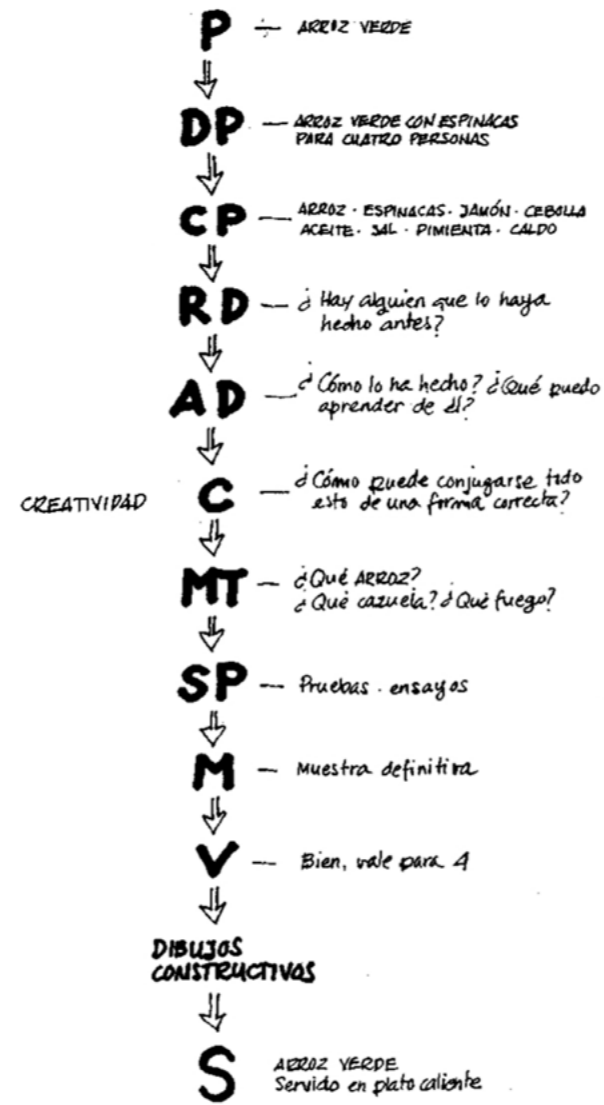 P — ARROZ VERDE
DP — ARROZ VERDE CON ESPINACAS
PARA CUATRO PERSONAS
CP — ARROZ · ESPINACAS · JAMÓN · CEBOLLA
ACEITE · SAL · PIMIENTA · CALDO
RD — ¿Hay alguien que lo haya
hecho antes?
AD — ¿Cómo lo ha hecho? ¿Qué puedo
aprender de él?
CREATIVIDAD C — ¿Cómo puede conjugarse todo
esto de una forma correcta?
MT — ¿Qué ARROZ?
¿Qué cazuela? ¿Qué fuego?
SP — Pruebas · ensayos
M — Muestra definitiva
V — Bien, vale para 4
DIBUJOS
CONSTRUCTIVOS
S ARROZ VERDE
Servido en plato caliente